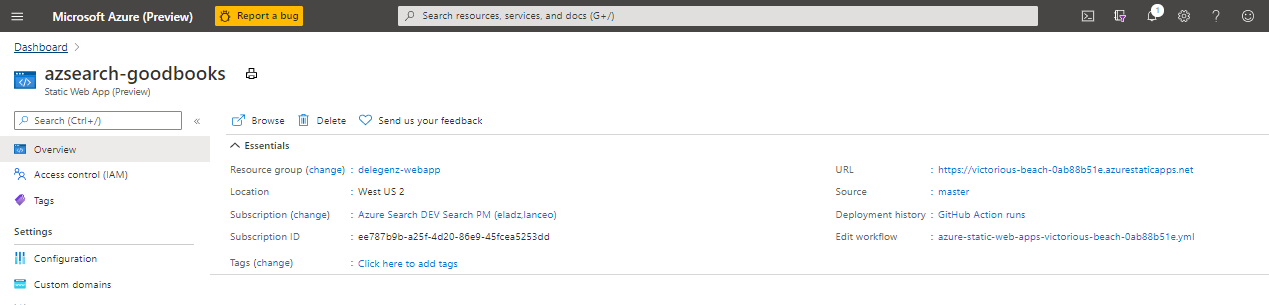 Microsoft Azure (Preview) Report a bug Search resources, services, and docs (G+/) 1
Dashboard
azsearch-goodbooks
Static Web App (Preview)
Search (Ctrl+/) «
Browse Delete Send us your feedback
Essentials
Overview
Access control (IAM)
Tags
Settings
Configuration
Custom domains
Resource group (change) : delegenz-webapp
Location : West US 2
Subscription (change) : Azure Search DEV Search PM (eladz,lanceo)
Subscription ID : ee787b9b-a25f-4d20-86e9-45fcea5253dd
Tags (change) : Click here to add tags
URL : https://victorious-beach-0ab88b51e.azurestaticapps.net
Source : master
Deployment history : GitHub Action runs
Edit workflow : azure-static-web-apps-victorious-beach-0ab88b51e.yml